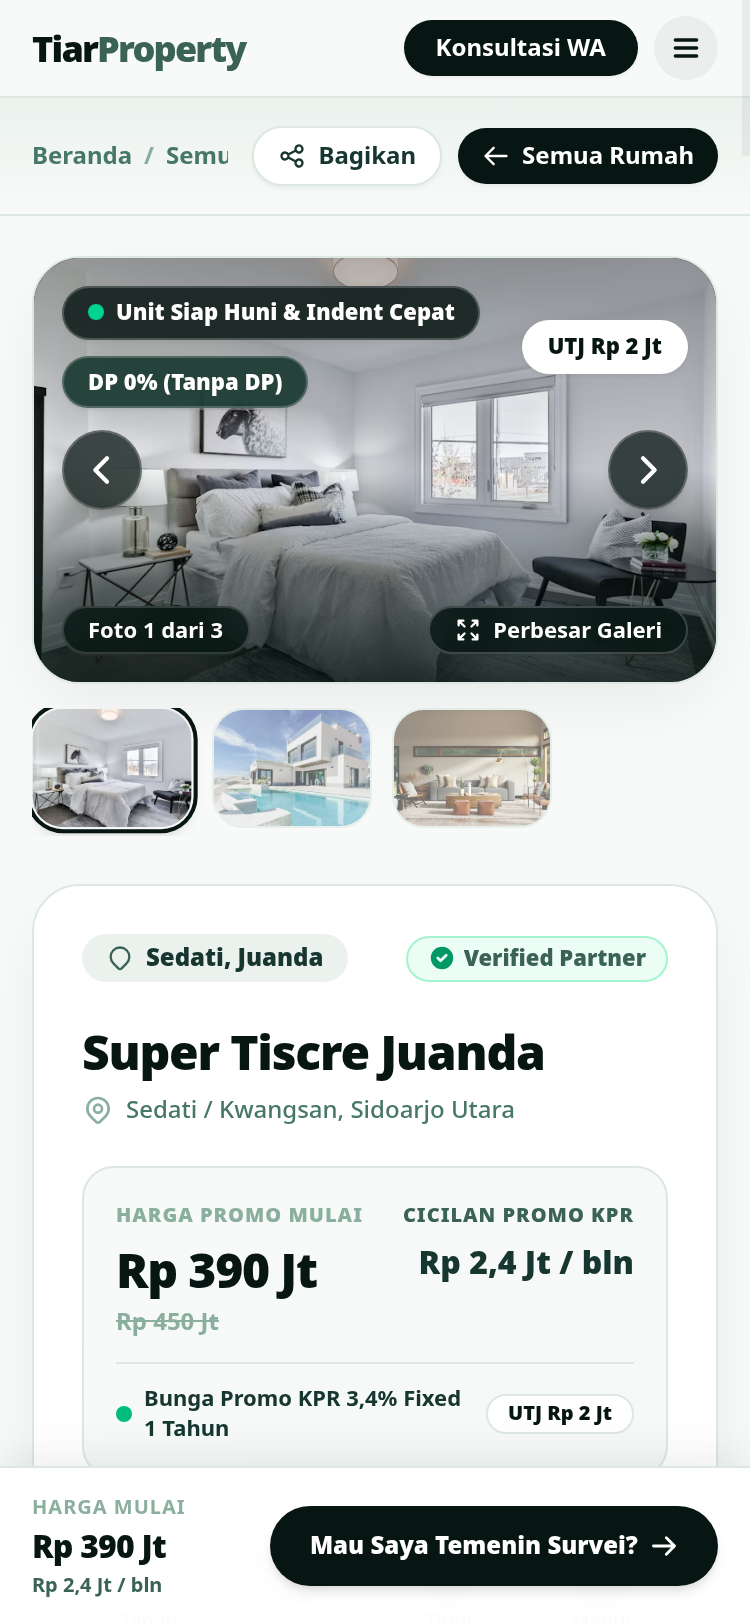 TiarProperty
Konsultasi WA
Beranda / Semu
Bagikan
Semua Rumah
Unit Siap Huni & Indent Cepat
UTJ Rp 2 Jt
DP 0% (Tanpa DP)
Foto 1 dari 3
Perbesar Galeri
Sedati, Juanda
Verified Partner
Super Tiscre Juanda
Sedati / Kwangsan, Sidoarjo Utara
HARGA PROMO MULAI
CICILAN PROMO KPR
Rp 390 Jt
Rp 2,4 Jt / bln
Rp 450 Jt
Bunga Promo KPR 3,4% Fixed
1 Tahun
UTJ Rp 2 Jt
HARGA MULAI
Rp 390 Jt
Rp 2,4 Jt / bln
Mau Saya Temenin Survei?